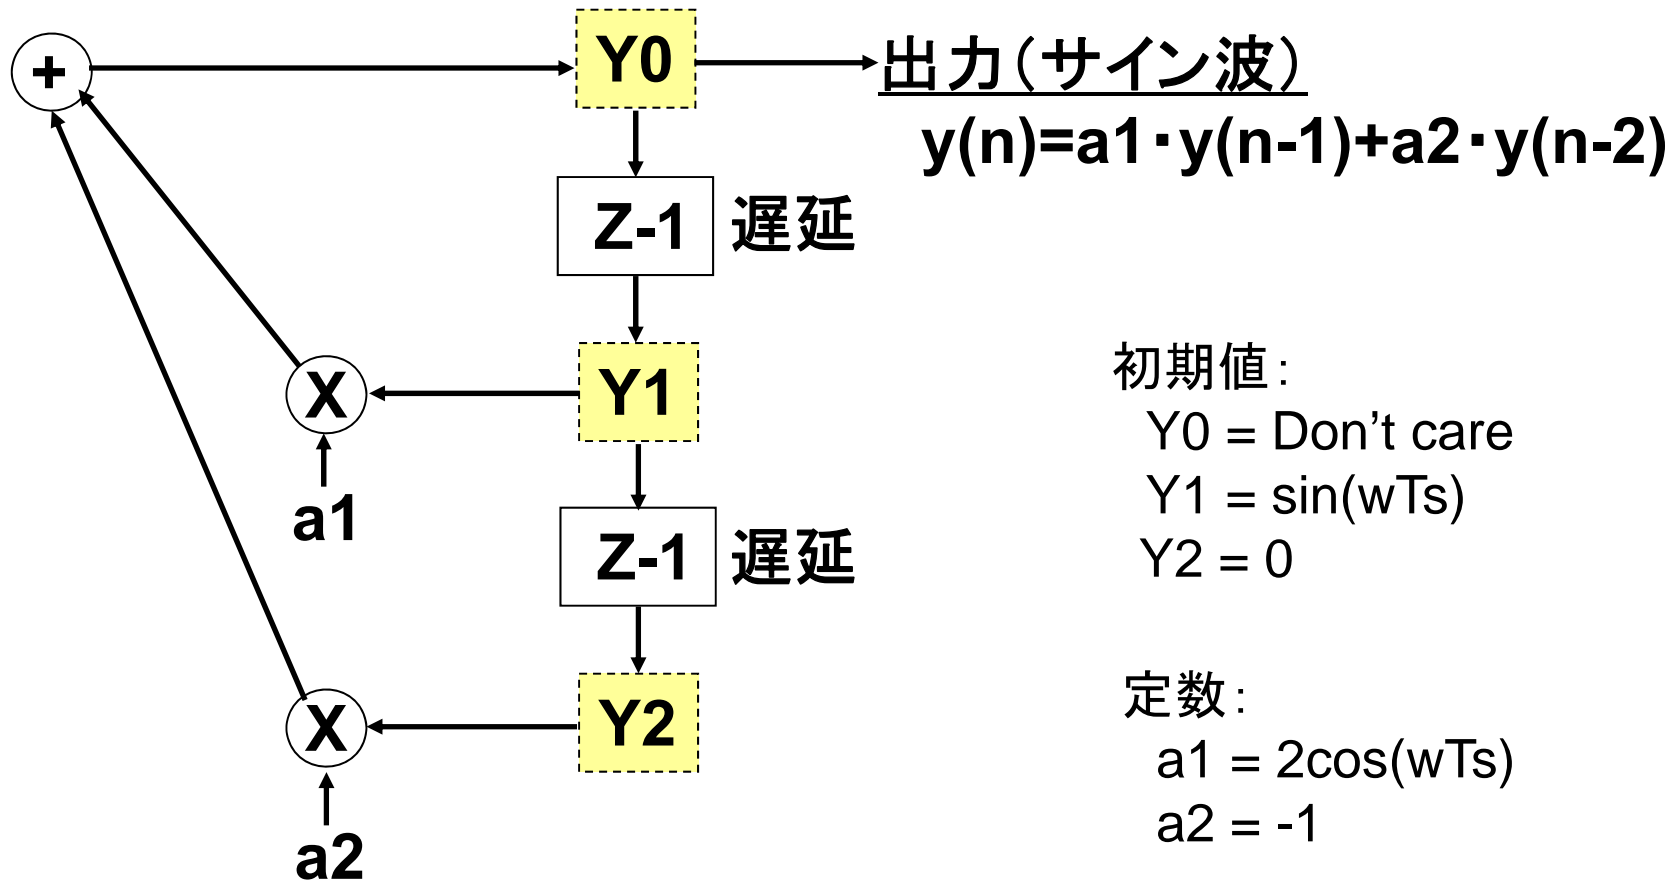 +
Y0
出力(サイン波)
y(n)=a1・y(n-1)+a2・y(n-2)
Z-1
遅延
X
Y1
a1
Z-1
遅延
X
Y2
a2
初期値:
Y0 = Don’t care
Y1 = sin(wTs)
Y2 = 0
定数:
a1 = 2cos(wTs)
a2 = -1